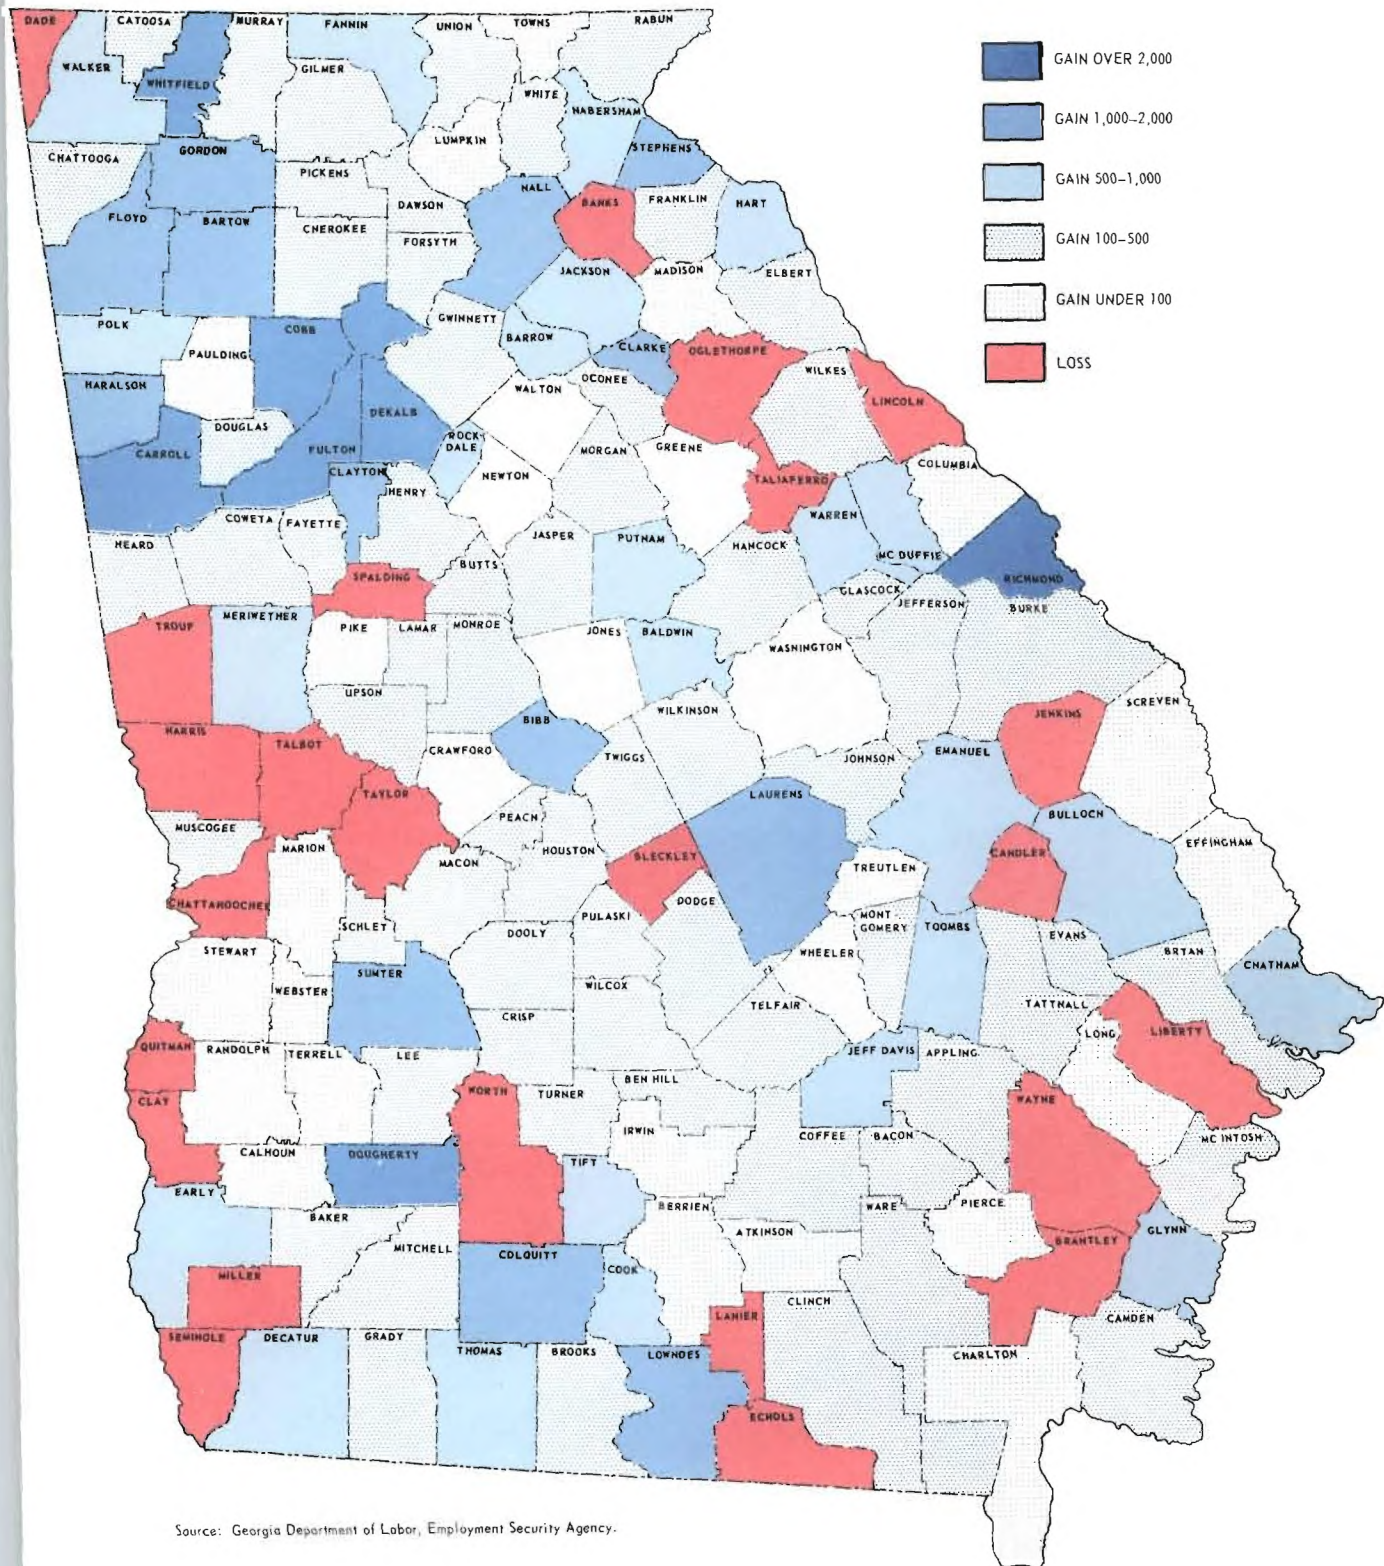 DADE
CATOOSA
MURRAY
FANNIN
UNION
TOWNS
RABUN
WALKER
WHITFIELD
GILMER
WHITE
HABERSHAM
LUMPKIN
STEPHENS
CHATTOOGA
GORDON
PICKENS
DAWSON
HALL
BANKS
FRANKLIN
HART
FLOYD
BARTOW
CHEROKEE
FORSYTH
JACKSON
MADISON
ELBERT
POLK
PAULDING
COBB
GWINNETT
BARROW
CLARKE
OGLETHORPE
WILKES
LINCOLN
HARALSON
DOUGLAS
DEKALB
WALTON
OCONEE
CARROLL
FULTON
CLAYTON
ROCK
DALE
HENRY
NEWTON
MORGAN
GREENE
TALIAFERRO
COLUMBIA
COWETA
FAYETTE
WARREN
MC DUFFIE
RICHMOND
HEARD
SPALDING
BUTTS
JASPER
PUTNAM
HANCOCK
GLASCOCK
JEFFERSON
BURKE
TROUP
MERIWETHER
PIKE
LAMAR
MONROE
JONES
BALDWIN
WASHINGTON
UPSON
BIBB
WILKINSON
JENKINS
SCREVEN
HARRIS
TALBOT
CRAWFORD
TWIGGS
JOHNSON
EMANUEL
TAYLOR
PEACH
LAURENS
BULLOCH
MUSCOGEE
MARION
MACON
HOUSTON
BLECKLEY
TREUTLEN
CANDLER
EFFINGHAM
CHATTAHOOCHEE
SCHLEY
DOOLY
PULASKI
DODGE
MONT-
GOMERY
TOOMBS
EVANS
BRYAN
CHATHAM
STEWART
WEBSTER
SUMTER
WILCOX
WHEELER
TELFAIR
TATTNALL
LONG
LIBERTY
CRISP
QUITMAN
RANDOLPH
TERRELL
LEE
BEN HILL
JEFF DAVIS
APPLING
CLAY
WORTH
TURNER
IRWIN
COFFEE
BACON
WAYNE
MC INTOSH
CALHOUN
DOUGHERTY
TIFT
EARLY
BAKER
MITCHELL
BERRIEN
ATKINSON
WARE
PIERCE
BRANTLEY
GLYNN
MILLER
COLQUITT
COOK
LANIER
CLINCH
CAMDEN
SEMINOLE
DECATUR
GRADY
THOMAS
BROOKS
LOWNDES
CHARLTON
ECHOLS
GAIN OVER 2,000
GAIN 1,000–2,000
GAIN 500–1,000
GAIN 100–500
GAIN UNDER 100
LOSS
Source: Georgia Department of Labor, Employment Security Agency.